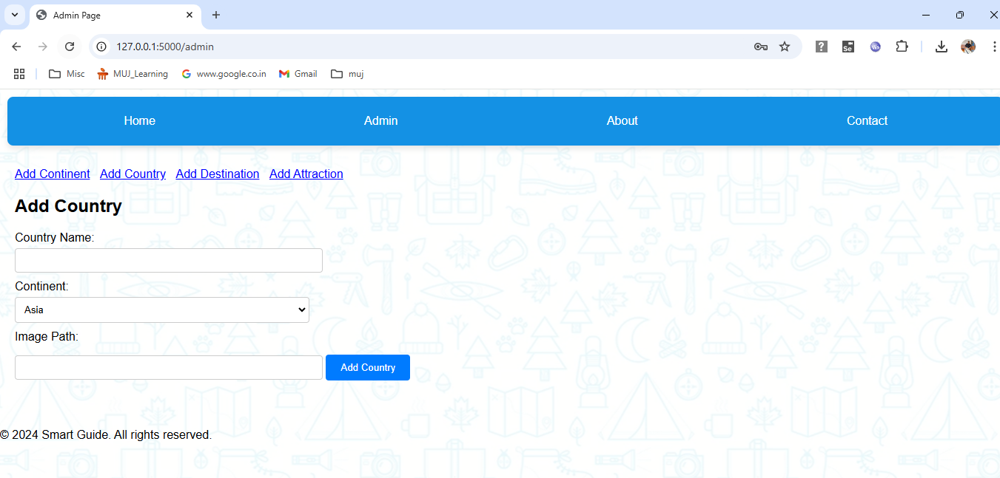 Admin Page
127.0.0.1:5000/admin
Misc MUJ_Learning www.google.co.in Gmail muj
Home Admin About Contact
Add Continent Add Country Add Destination Add Attraction
Add Country
Country Name:
Continent:
Asia
Image Path:
Add Country
© 2024 Smart Guide. All rights reserved.